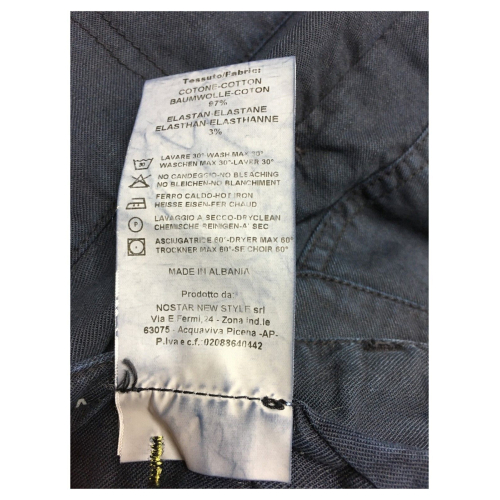 Tessuto/Fabric:
COTONE-COTTON
BAUMWOLLE-COTON
97%
ELASTAN-ELASTANE
ELASTHAN-ELASTHANNE
3%
30
LAVARE 30° WASH MAX 30°
WASCHEN MAX 30°-LAVER 30°
NO CANDEGGIO-NO BLEACHING
NO BLEICHEN-NO BLANCHIMENT
FERRO CALDO-HOT IRON
HEISSE EISEN-FER CHAUD
LAVAGGIO A SECCO-DRYCLEAN
CHEMISCHE REINIGEN-A' SEC
ASCIUGATRICE 60°-DRYER MAX 60°
TROCKNER MAX 60°-SE CHOIR 60°
MADE IN ALBANIA
Prodotto da:
NOSTAR NEW STYLE srl
Via E.Fermi,24 - Zona Ind.le
63075 - Acquaviva Picena -AP-
P.Iva e c.f. 02088640442